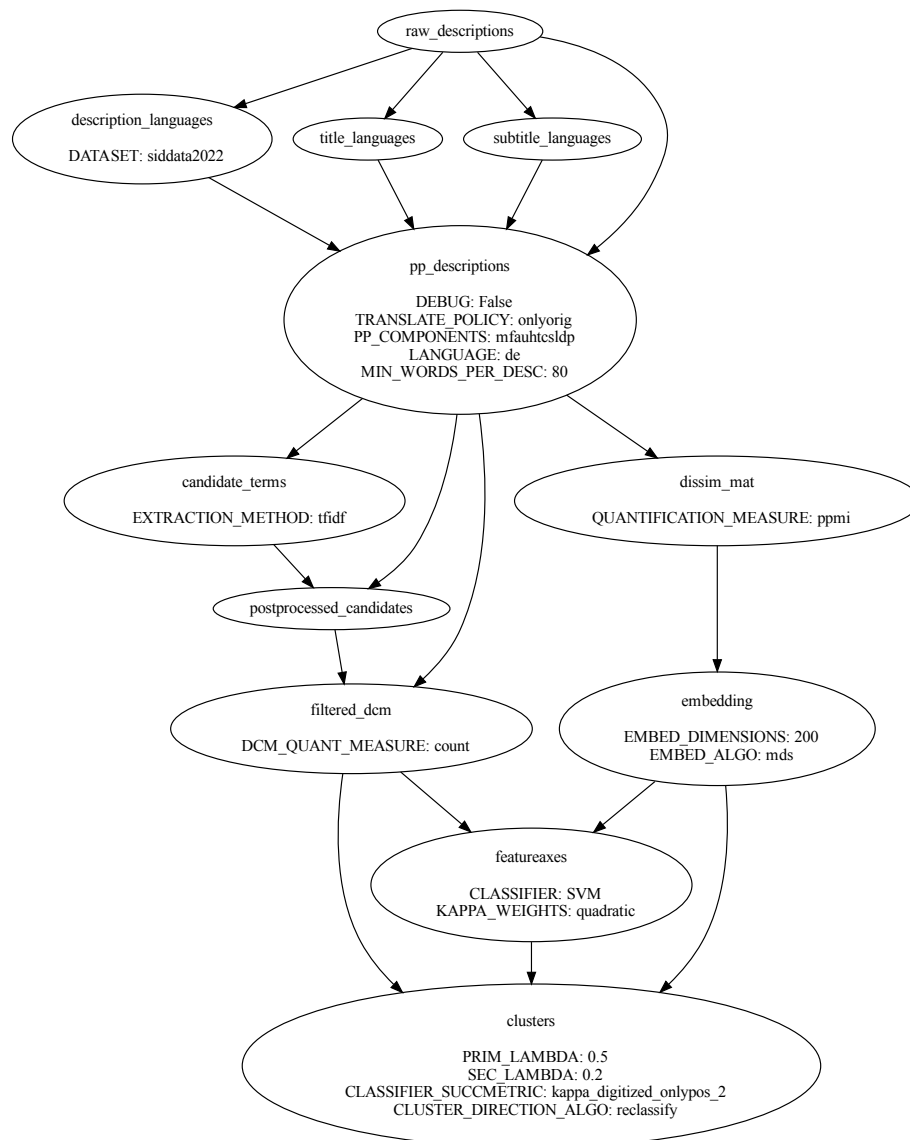 raw_descriptions
description_languages
DATASET: siddata2022
title_languages
subtitle_languages
pp_descriptions
DEBUG: False
TRANSLATE_POLICY: onlyorig
PP_COMPONENTS: mfauhtcsldp
LANGUAGE: de
MIN_WORDS_PER_DESC: 80
candidate_terms
EXTRACTION_METHOD: tfidf
dissim_mat
QUANTIFICATION_MEASURE: ppmi
postprocessed_candidates
filtered_dcm
DCM_QUANT_MEASURE: count
embedding
EMBED_DIMENSIONS: 200
EMBED_ALGO: mds
featureaxes
CLASSIFIER: SVM
KAPPA_WEIGHTS: quadratic
clusters
PRIM_LAMBDA: 0.5
SEC_LAMBDA: 0.2
CLASSIFIER_SUCCMETRIC: kappa_digitized_onlypos_2
CLUSTER_DIRECTION_ALGO: reclassify